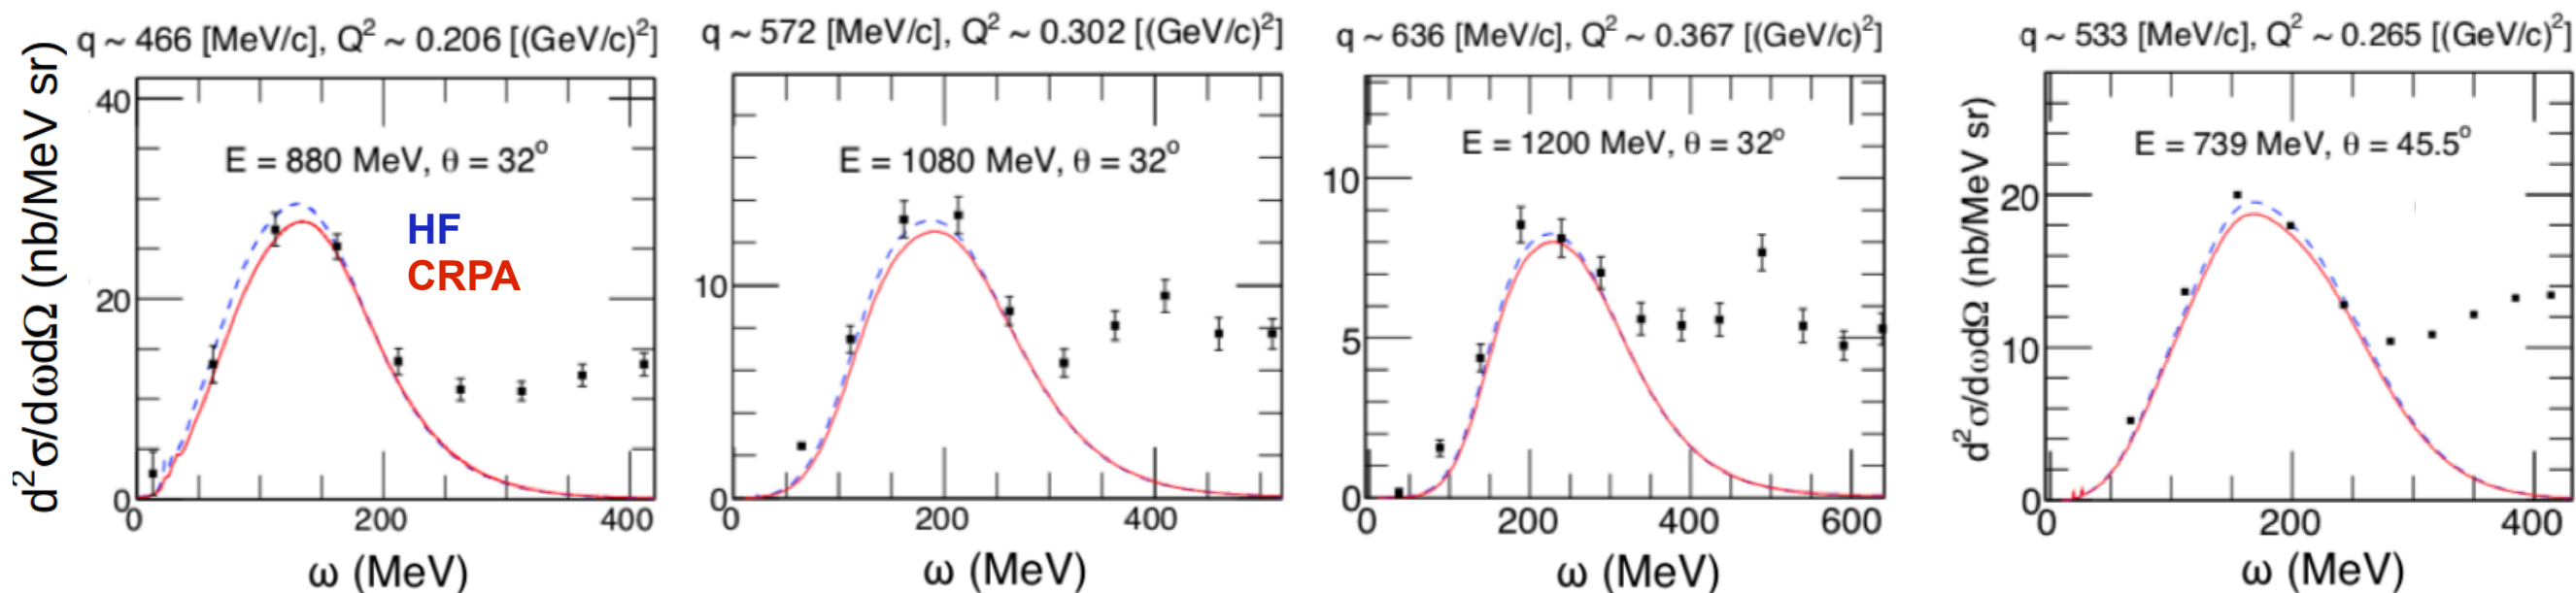 q ~ 466 [MeV/c], Q² ~ 0.206 [(GeV/c)²]
d²σ/dωdΩ (nb/MeV sr)
40
20
0
E = 880 MeV, θ = 32°
HF
CRPA
0 200 400
ω (MeV)
q ~ 572 [MeV/c], Q² ~ 0.302 [(GeV/c)²]
10
0
E = 1080 MeV, θ = 32°
0 200 400
ω (MeV)
q ~ 636 [MeV/c], Q² ~ 0.367 [(GeV/c)²]
10
5
0
E = 1200 MeV, θ = 32°
0 200 400 600
ω (MeV)
q ~ 533 [MeV/c], Q² ~ 0.265 [(GeV/c)²]
d²σ/dωdΩ (nb/MeV sr)
20
10
0
E = 739 MeV, θ = 45.5°
0 200 400
ω (MeV)